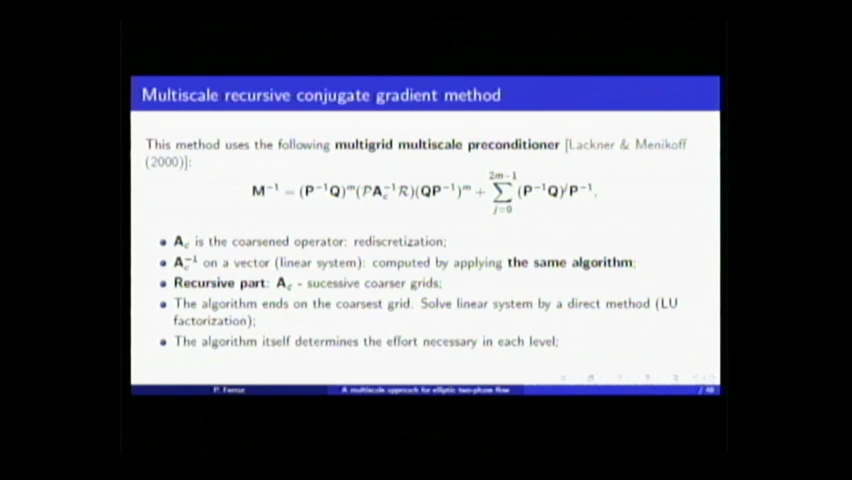 Multiscale recursive conjugate gradient method
This method uses the following multigrid multiscale preconditioner [Lackner & Menikoff
(2000)]:
M⁻¹ = (P⁻¹Q)ᵐ(𝒫A_c⁻¹ℛ)(QP⁻¹)ᵐ + ∑_{j=0}^{2m−1} (P⁻¹Q)ʲP⁻¹,
• A_c is the coarsened operator: rediscretization;
• A_c⁻¹ on a vector (linear system): computed by applying the same algorithm;
• Recursive part: A_c - sucessive coarser grids;
• The algorithm ends on the coarsest grid. Solve linear system by a direct method (LU
factorization);
• The algorithm itself determines the effort necessary in each level;
A multiscale approach for elliptic two-phase flow